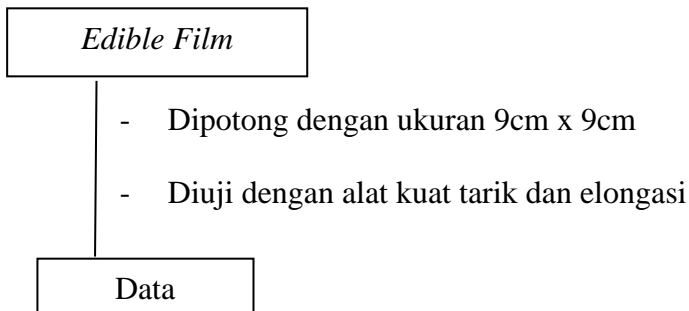 Edible Film
- Dipotong dengan ukuran 9cm x 9cm
- Diuji dengan alat kuat tarik dan elongasi
Data